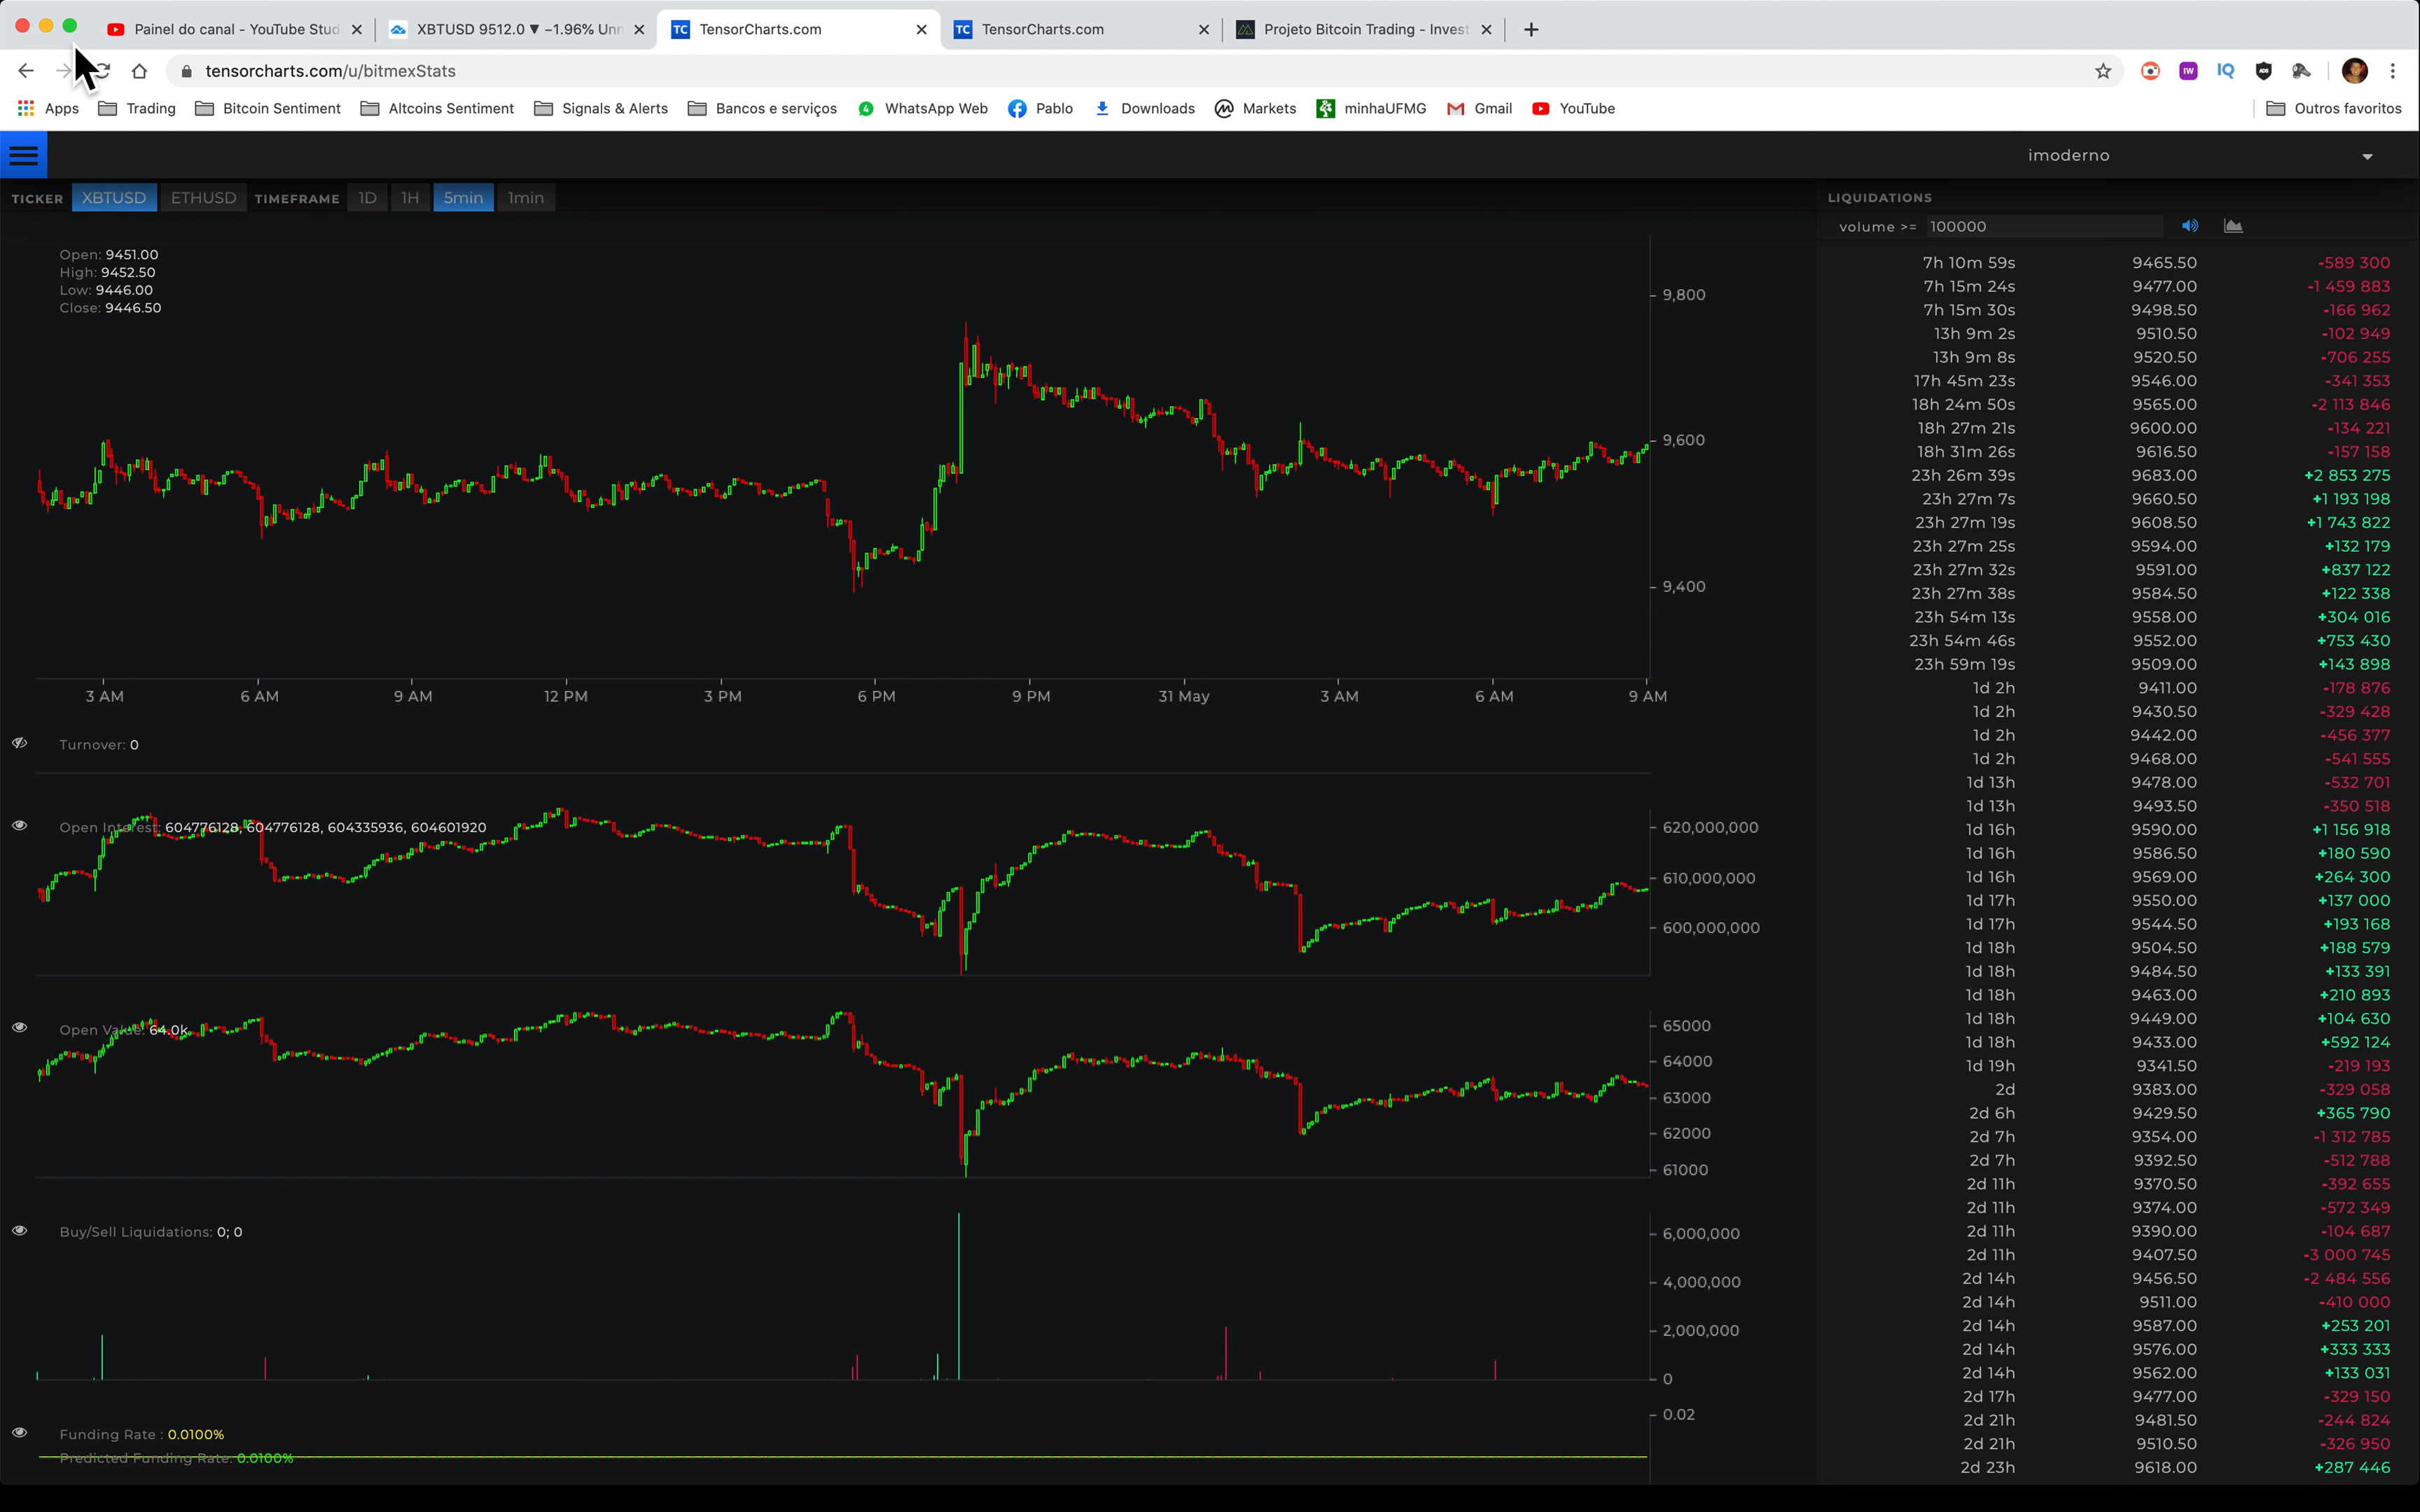 Painel do canal - YouTube Stud
XBTUSD 9512.0 ▼ −1.96% Unn
TC TensorCharts.com
TC TensorCharts.com
Projeto Bitcoin Trading - Invest
tensorcharts.com/u/bitmexStats
Apps Trading Bitcoin Sentiment Altcoins Sentiment Signals & Alerts Bancos e serviços WhatsApp Web Pablo Downloads Markets minhaUFMG Gmail YouTube Outros favoritos
imoderno
TICKER XBTUSD ETHUSD TIMEFRAME 1D 1H 5min 1min
Open: 9451.00
High: 9452.50
Low: 9446.00
Close: 9446.50
9,800
9,600
9,400
3 AM 6 AM 9 AM 12 PM 3 PM 6 PM 9 PM 31 May 3 AM 6 AM 9 AM
Turnover: 0
Open Interest: 604776128, 604776128, 604335936, 604601920
620,000,000
610,000,000
600,000,000
Open Value: 64.0k
65000
64000
63000
62000
61000
Buy/Sell Liquidations: 0; 0
6,000,000
4,000,000
2,000,000
0
0.02
Funding Rate : 0.0100%
Predicted Funding Rate: 0.0100%
LIQUIDATIONS
volume >= 100000
7h 10m 59s 9465.50 -589 300
7h 15m 24s 9477.00 -1 459 883
7h 15m 30s 9498.50 -166 962
13h 9m 2s 9510.50 -102 949
13h 9m 8s 9520.50 -706 255
17h 45m 23s 9546.00 -341 353
18h 24m 50s 9565.00 -2 113 846
18h 27m 21s 9600.00 -134 221
18h 31m 26s 9616.50 -157 158
23h 26m 39s 9683.00 +2 853 275
23h 27m 7s 9660.50 +1 193 198
23h 27m 19s 9608.50 +1 743 822
23h 27m 25s 9594.00 +132 179
23h 27m 32s 9591.00 +837 122
23h 27m 38s 9584.50 +122 338
23h 54m 13s 9558.00 +304 016
23h 54m 46s 9552.00 +753 430
23h 59m 19s 9509.00 +143 898
1d 2h 9411.00 -178 876
1d 2h 9430.50 -329 428
1d 2h 9442.00 -456 377
1d 2h 9468.00 -541 555
1d 13h 9478.00 -532 701
1d 13h 9493.50 -350 518
1d 16h 9590.00 +1 156 918
1d 16h 9586.50 +180 590
1d 16h 9569.00 +264 300
1d 17h 9550.00 +137 000
1d 17h 9544.50 +193 168
1d 18h 9504.50 +188 579
1d 18h 9484.50 +133 391
1d 18h 9463.00 +210 893
1d 18h 9449.00 +104 630
1d 18h 9433.00 +592 124
1d 19h 9341.50 -219 193
2d 9383.00 -329 058
2d 6h 9429.50 +365 790
2d 7h 9354.00 -1 312 785
2d 7h 9392.50 -512 788
2d 11h 9370.50 -392 655
2d 11h 9374.00 -572 349
2d 11h 9390.00 -104 687
2d 11h 9407.50 -3 000 745
2d 14h 9456.50 -2 484 556
2d 14h 9511.00 -410 000
2d 14h 9587.00 +253 201
2d 14h 9576.00 +333 333
2d 14h 9562.00 +133 031
2d 17h 9477.00 -329 150
2d 21h 9481.50 -244 824
2d 21h 9510.50 -326 950
2d 23h 9618.00 +287 446